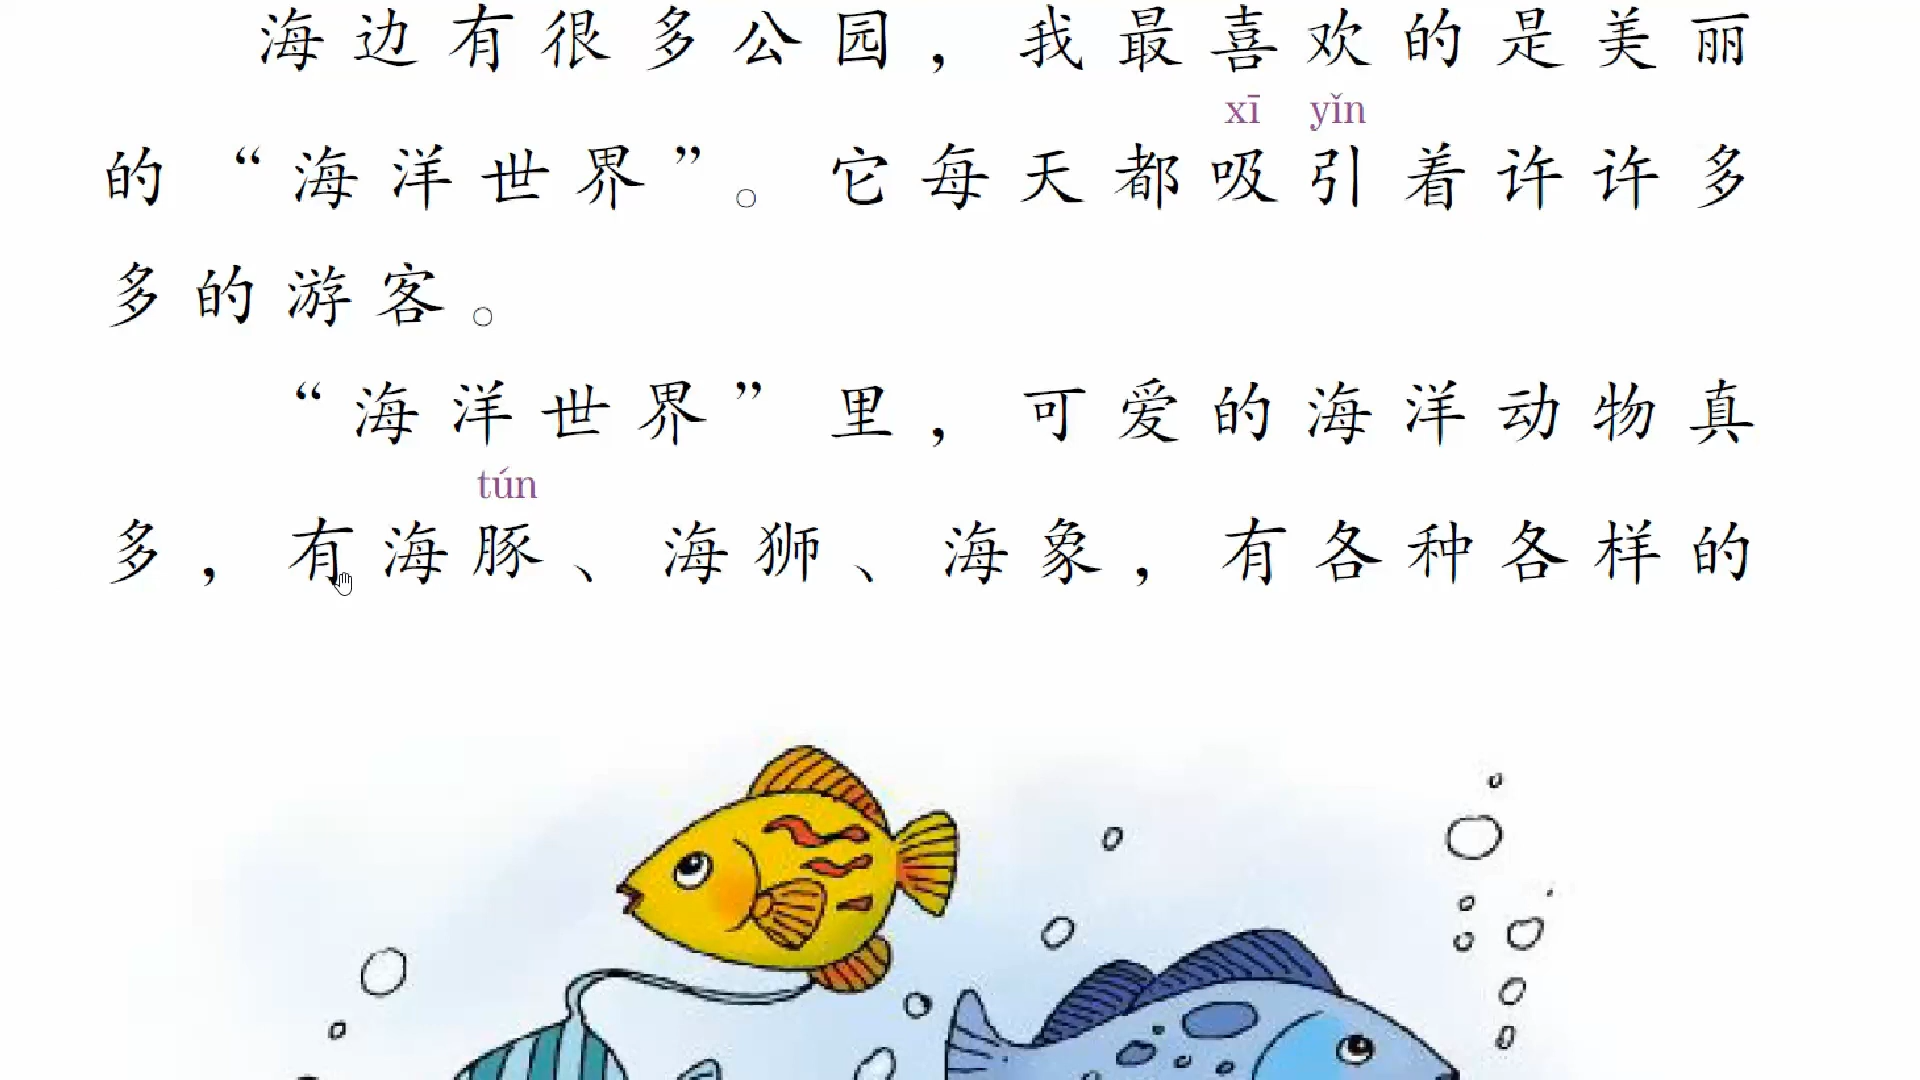 海边有很多公园，我最喜欢的是美丽
xī yǐn
的“海洋世界”。它每天都吸引着许许多
多的游客。
“海洋世界”里，可爱的海洋动物真
tún
多，有海豚、海狮、海象，有各种各样的